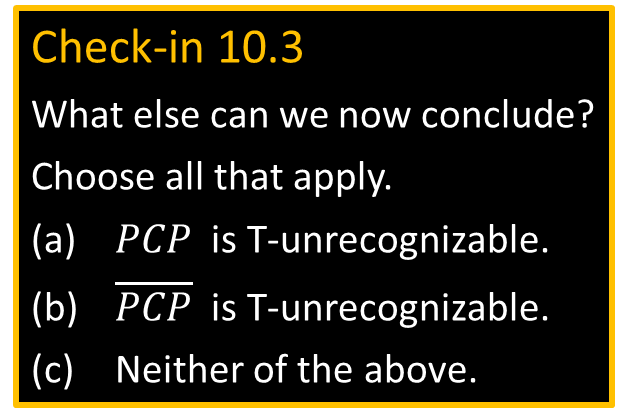 Check-in 10.3
What else can we now conclude?
Choose all that apply.
(a) PCP is T-unrecognizable.
(b) \overline{PCP} is T-unrecognizable.
(c) Neither of the above.